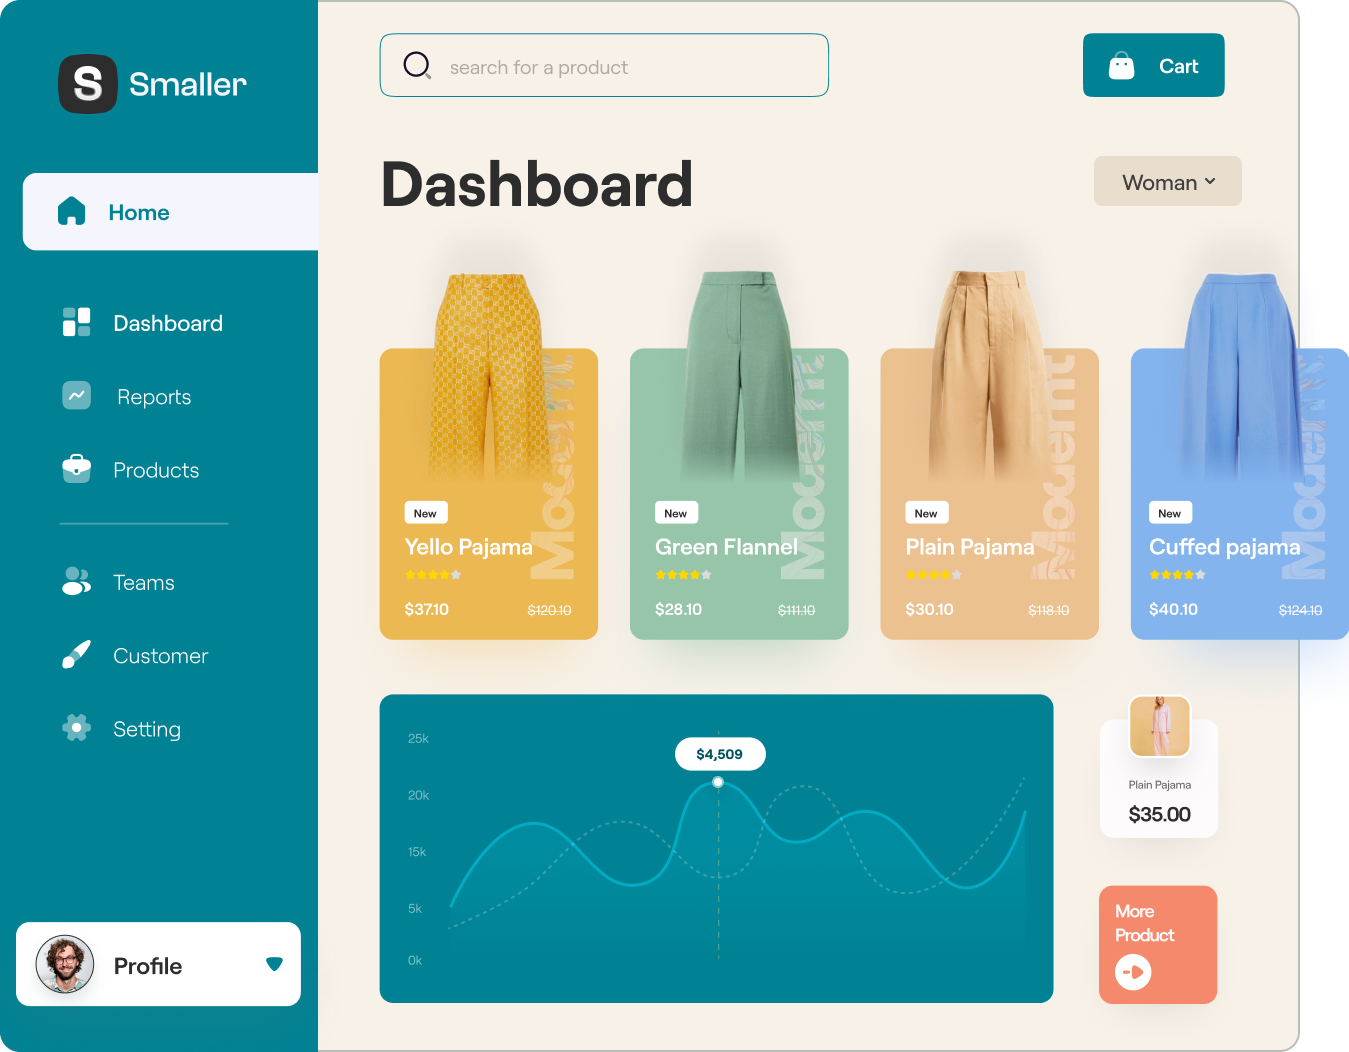 S Smaller
search for a product
Cart
Home
Dashboard
Woman
Dashboard
Reports
Products
Teams
Customer
Setting
Profile
Modernt
New
Yello Pajama
$37.10 $120.10
Modernt
New
Green Flannel
$28.10 $111.10
Modernt
New
Plain Pajama
$30.10 $118.10
Modernt
New
Cuffed pajama
$40.10 $124.10
25k
20k
15k
5k
0k
$4,509
Plain Pajama
$35.00
More
Product